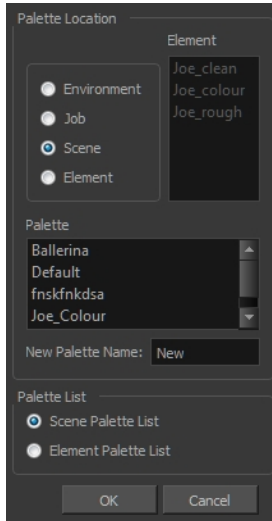 Palette Location
Element
Joe_clean
Joe_colour
Joe_rough
Environment
Job
Scene
Element
Palette
Ballerina
Default
fnskfnkdsa
Joe_Colour
New Palette Name: New
Palette List
Scene Palette List
Element Palette List
OK Cancel